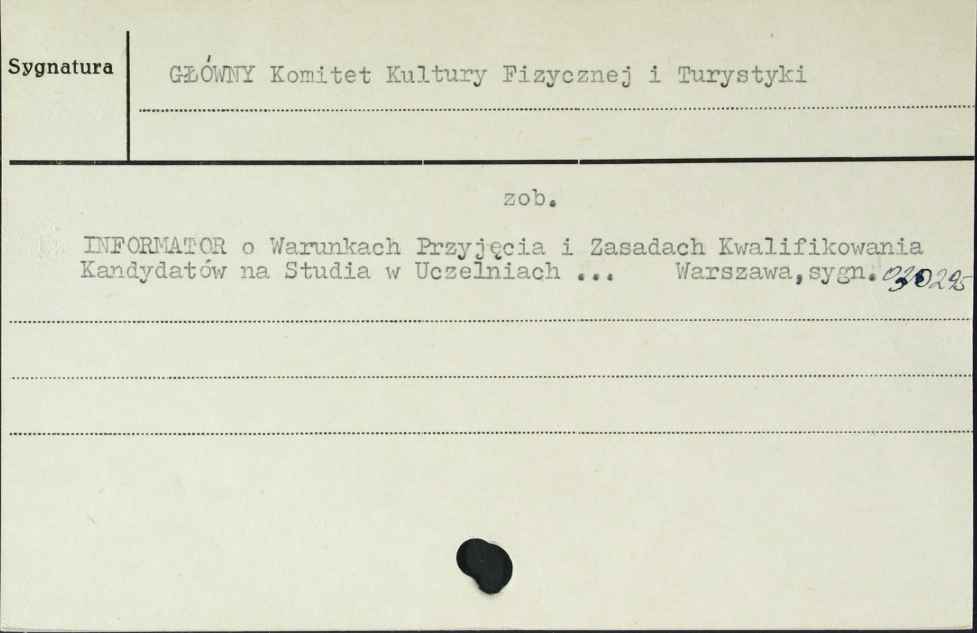 Sygnatura
GŁÓWNY Komitet Kultury Fizycznej i Turystyki
zob.
INFORMATOR o Warunkach Przyjęcia i Zasadach Kwalifikowania
Kandydatów na Studia w Uczelniach ... Warszawa,sygn.